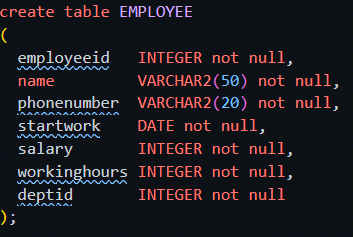 create table EMPLOYEE
(
employeeid INTEGER not null,
name VARCHAR2(50) not null,
phonenumber VARCHAR2(20) not null,
startwork DATE not null,
salary INTEGER not null,
workinghours INTEGER not null,
deptid INTEGER not null
);